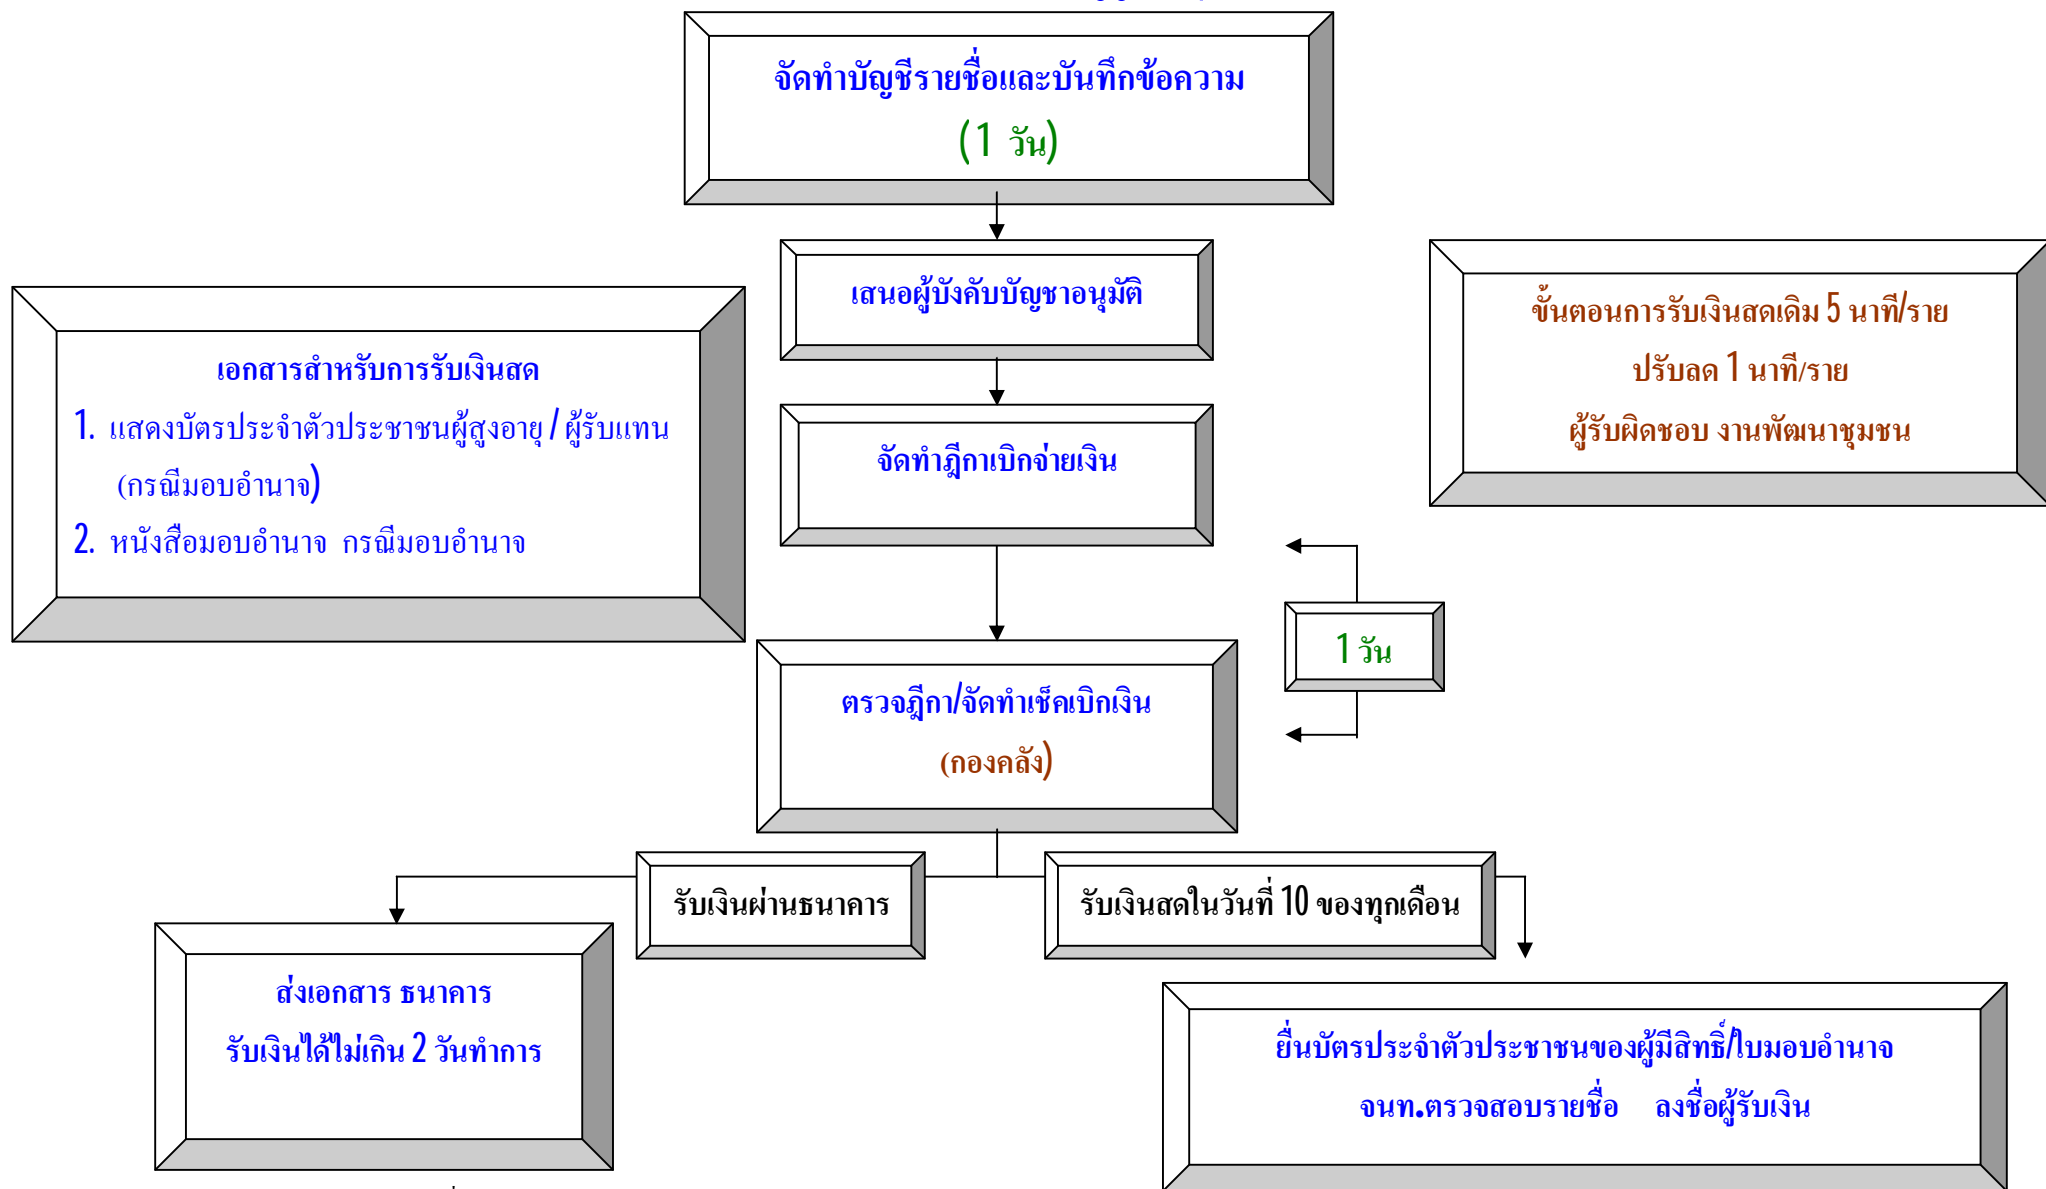 จัดทำบัญชีรายชื่อและบันทึกข้อความ
(1 วัน)
เสนอผู้บังคับบัญชาอนุมัติ
ขั้นตอนการรับเงินสดเดิม 5 นาที/ราย
ปรับลด 1 นาที/ราย
ผู้รับผิดชอบ งานพัฒนาชุมชน
เอกสารสำหรับการรับเงินสด
1. แสดงบัตรประจำตัวประชาชนผู้สูงอายุ / ผู้รับแทน
(กรณีมอบอำนาจ)
2. หนังสือมอบอำนาจ กรณีมอบอำนาจ
จัดทำฎีกาเบิกจ่ายเงิน
1 วัน
ตรวจฎีกา/จัดทำเช็คเบิกเงิน
(กองคลัง)
รับเงินผ่านธนาคาร
รับเงินสดในวันที่ 10 ของทุกเดือน
ส่งเอกสาร ธนาคาร
รับเงินได้ไม่เกิน 2 วันทำการ
ยื่นบัตรประจำตัวประชาชนของผู้มีสิทธิ์/ใบมอบอำนาจ
จนท.ตรวจสอบรายชื่อ ลงชื่อผู้รับเงิน